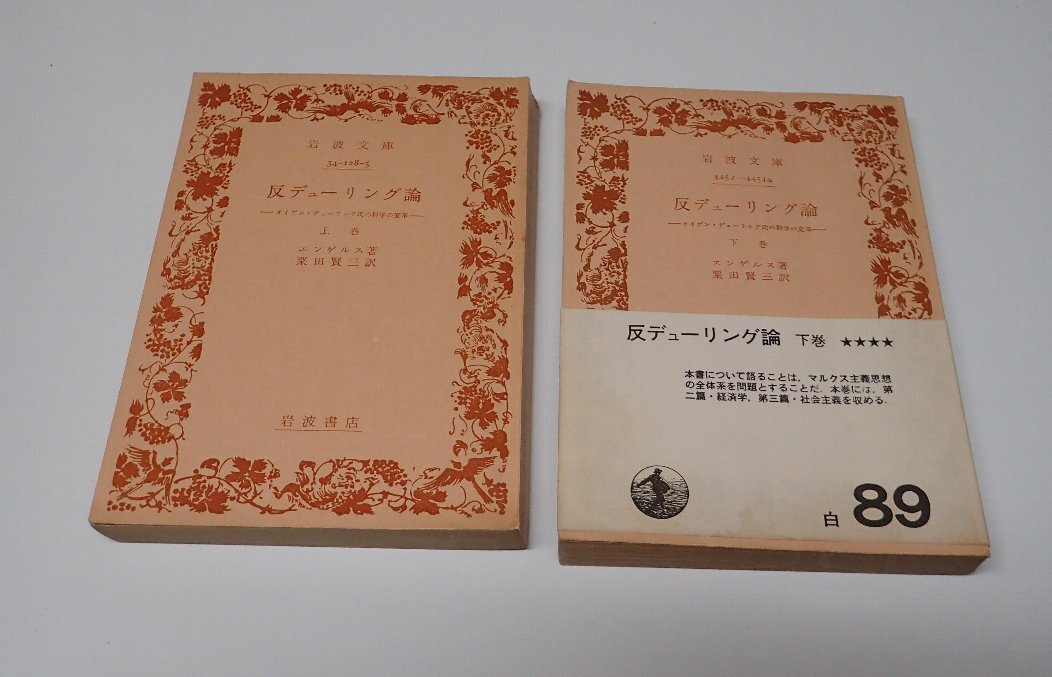 岩波文庫
34-128-5
反デューリング論
——オイゲン・デューリング氏の科学の変革——
上巻
エンゲルス著
粟田賢三訳
岩波書店
岩波文庫
4452-4454a
反デューリング論
——オイゲン・デューリング氏の科学の変革——
下巻
エンゲルス著
粟田賢三訳
反デューリング論 下巻 ★★★★
本書について語ることは、マルクス主義思想
の全体系を問題とすることだ。本巻には、第
二篇・経済学、第三篇・社会主義を収める.
白 89